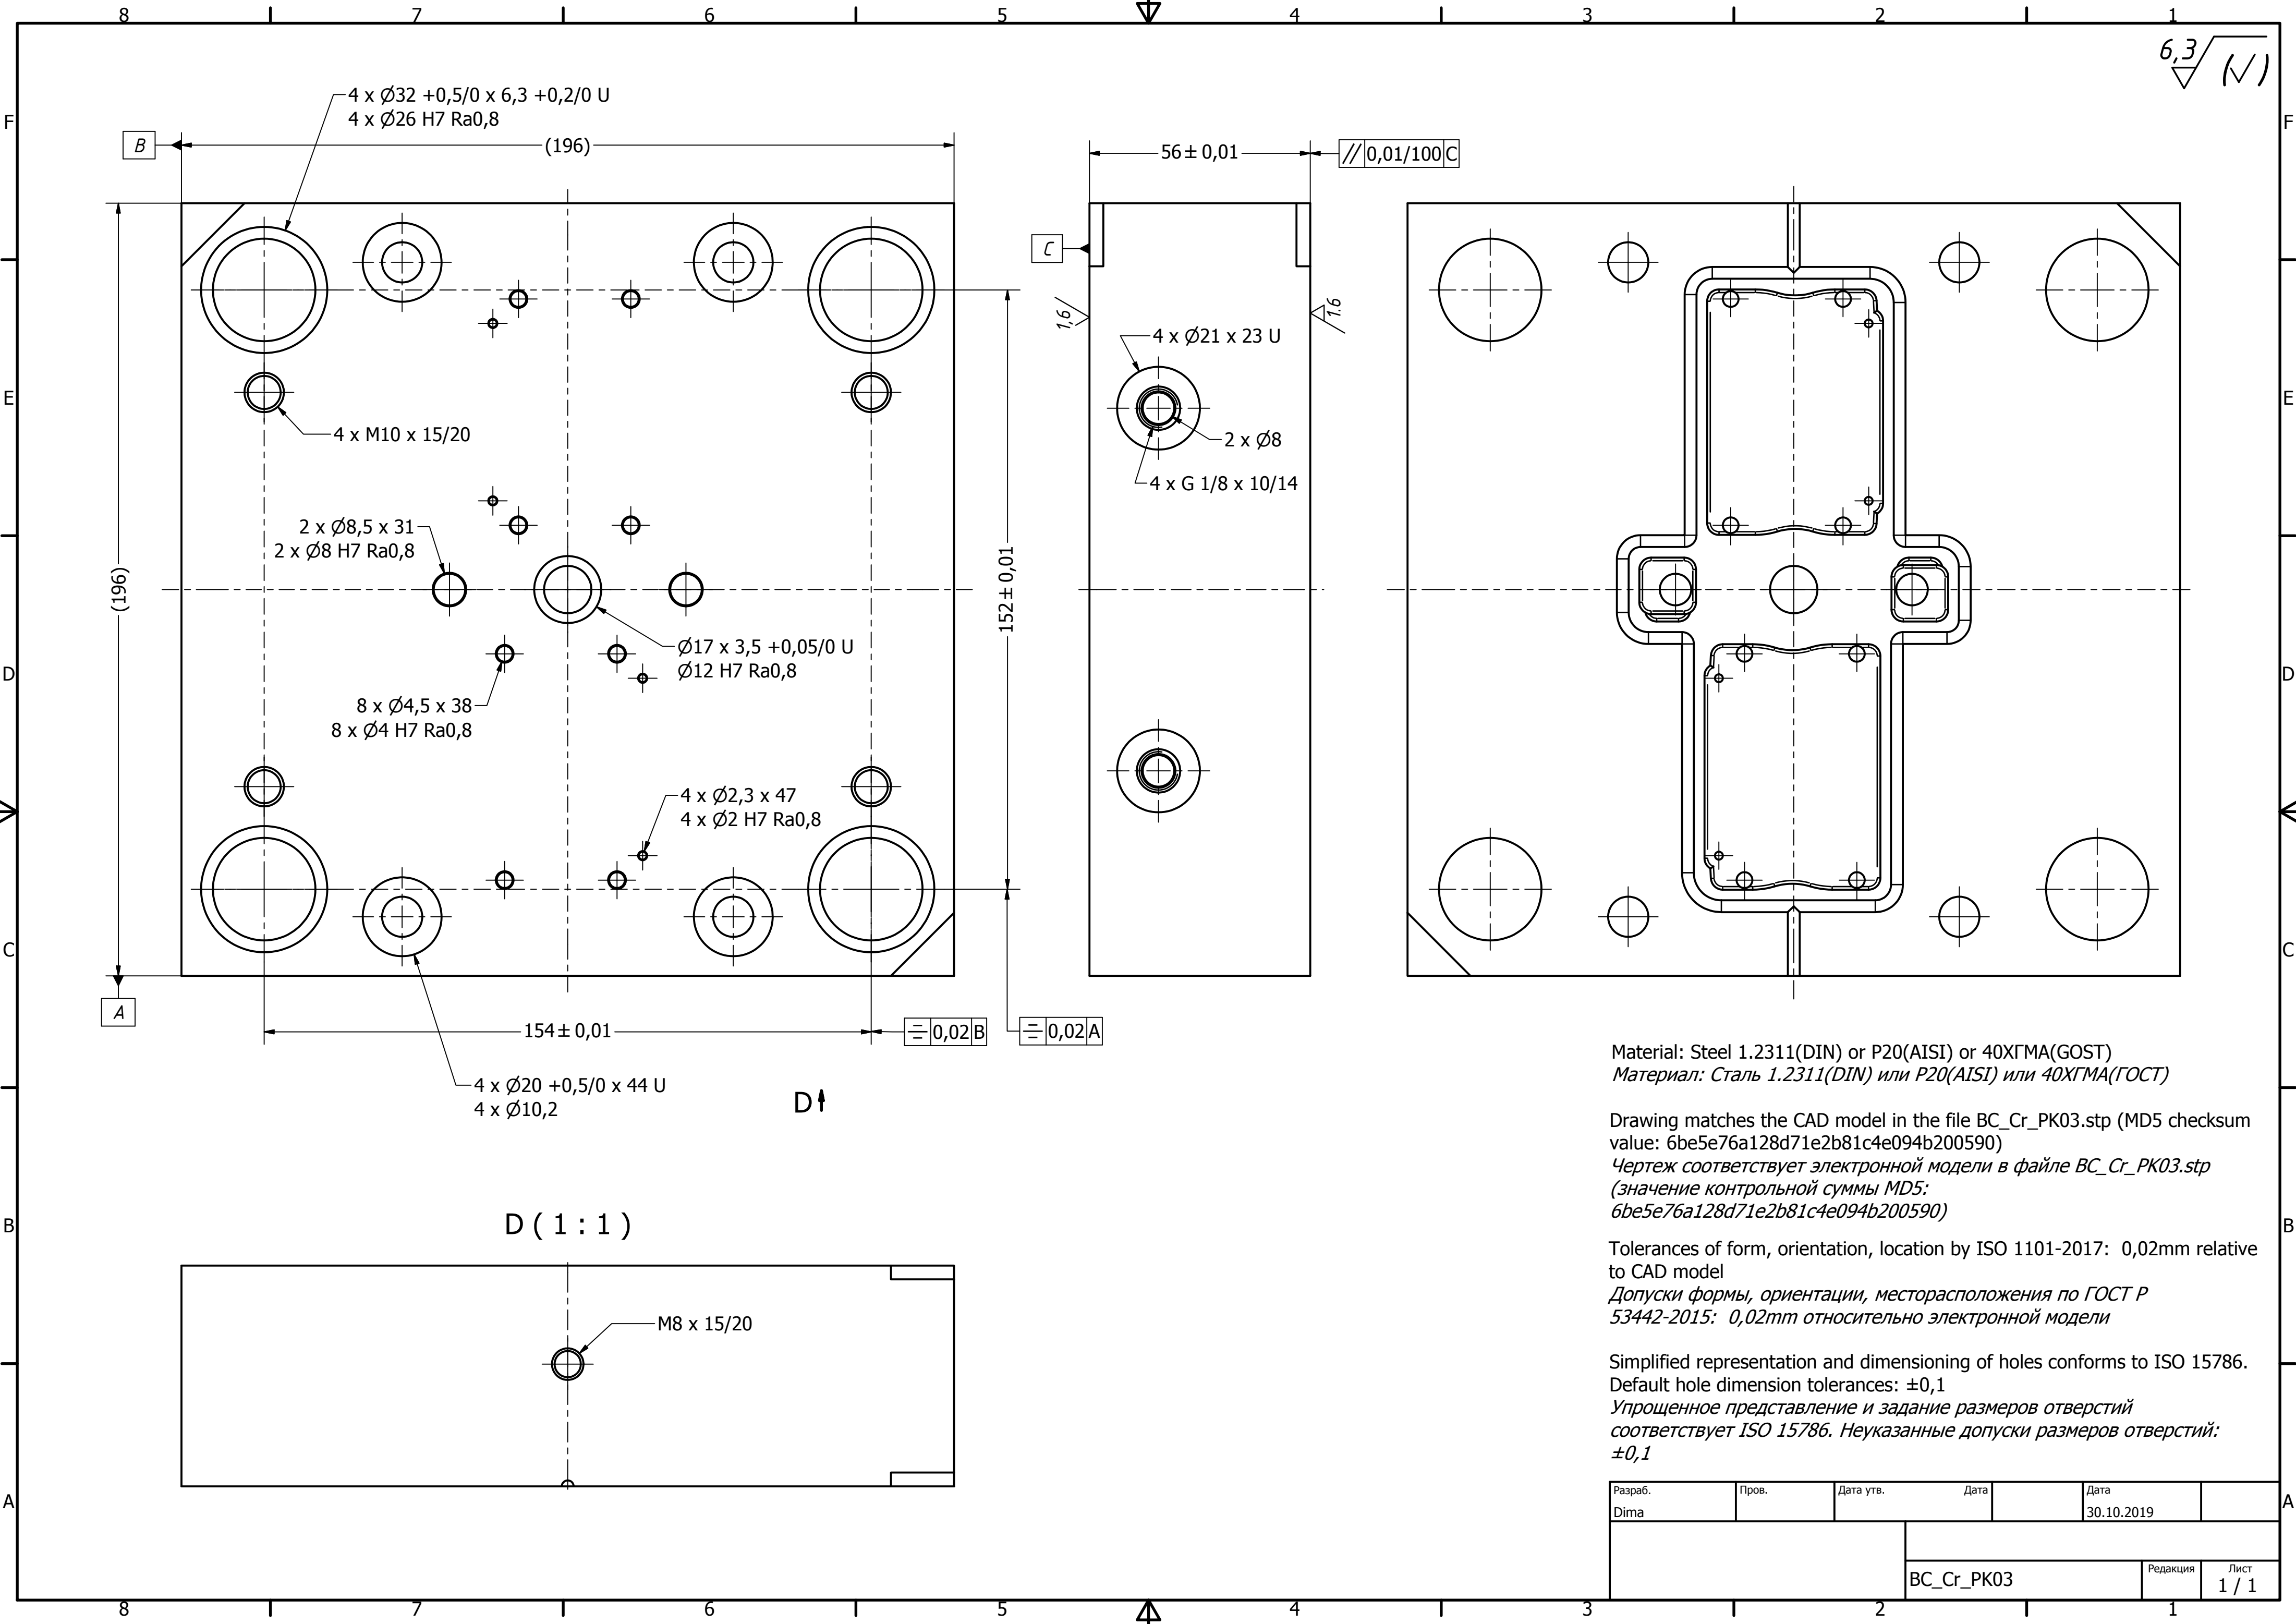 8 7 6 5 4 3 2 1
F
F
E
E
D
D
C
C
B
B
A
A
6,3 (√)
4 x Ø32 +0,5/0 x 6,3 +0,2/0 U
4 x Ø26 H7 Ra0,8
B
(196)
4 x M10 x 15/20
2 x Ø8,5 x 31
2 x Ø8 H7 Ra0,8
(196)
Ø17 x 3,5 +0,05/0 U
Ø12 H7 Ra0,8
8 x Ø4,5 x 38
8 x Ø4 H7 Ra0,8
4 x Ø2,3 x 47
4 x Ø2 H7 Ra0,8
152± 0,01
A
154± 0,01
0,02 B
0,02 A
4 x Ø20 +0,5/0 x 44 U
4 x Ø10,2
D
56± 0,01
// 0,01/100 C
C
1,6
1.6
4 x Ø21 x 23 U
2 x Ø8
4 x G 1/8 x 10/14
D ( 1 : 1 )
M8 x 15/20
Material: Steel 1.2311(DIN) or P20(AISI) or 40ХГМА(GOST)
Материал: Сталь 1.2311(DIN) или P20(AISI) или 40ХГМА(ГОСТ)
Drawing matches the CAD model in the file BC_Cr_PK03.stp (MD5 checksum
value: 6be5e76a128d71e2b81c4e094b200590)
Чертеж соответствует электронной модели в файле BC_Cr_PK03.stp
(значение контрольной суммы MD5:
6be5e76a128d71e2b81c4e094b200590)
Tolerances of form, orientation, location by ISO 1101-2017: 0,02mm relative
to CAD model
Допуски формы, ориентации, месторасположения по ГОСТ Р
53442-2015: 0,02mm относительно электронной модели
Simplified representation and dimensioning of holes conforms to ISO 15786.
Default hole dimension tolerances: ±0,1
Упрощенное представление и задание размеров отверстий
соответствует ISO 15786. Неуказанные допуски размеров отверстий:
±0,1
Разраб. Пров. Дата утв. Дата Дата
Dima 30.10.2019
Редакция Лист
BC_Cr_PK03 1 / 1
8 7 6 5 4 3 2 1